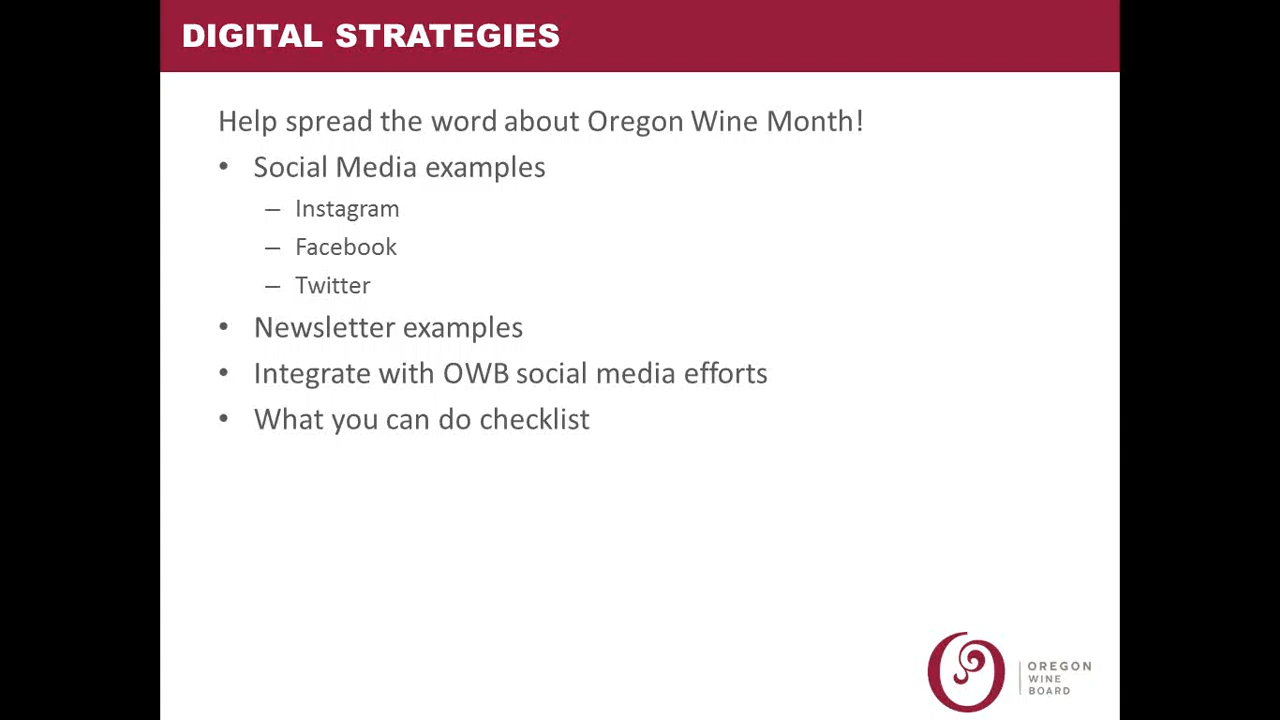 DIGITAL STRATEGIES
Help spread the word about Oregon Wine Month!
• Social Media examples
– Instagram
– Facebook
– Twitter
• Newsletter examples
• Integrate with OWB social media efforts
• What you can do checklist
OREGON
WINE
BOARD